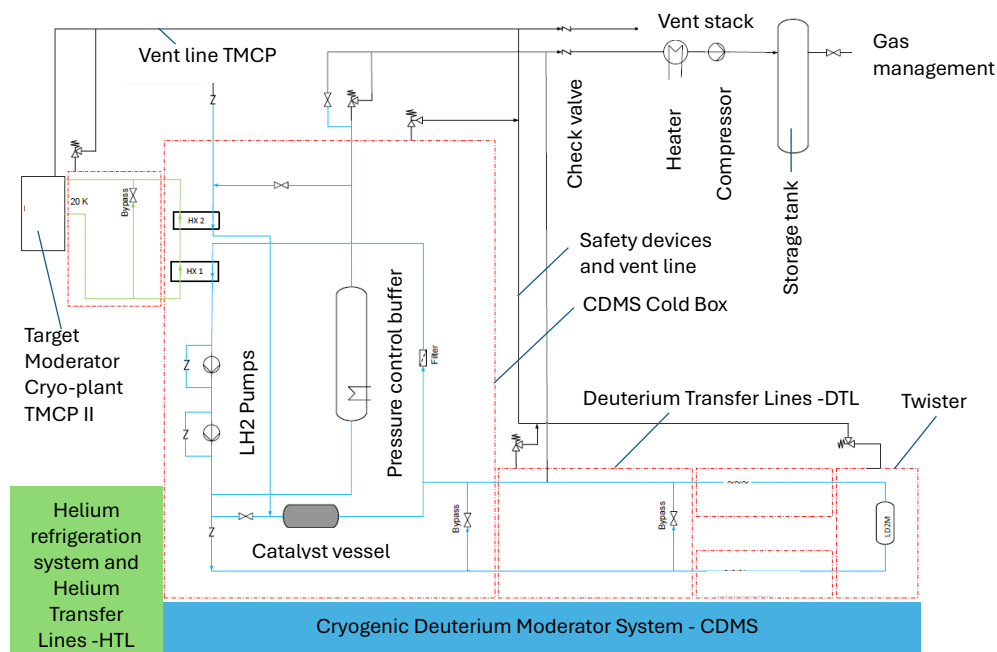 Vent line TMCP
Vent stack
Gas
management
Check valve
Heater
Compressor
Storage tank
20 K
Bypass
HX 2
HX 1
Target
Moderator
Cryo-plant
TMCP II
LH2 Pumps
Pressure control buffer
Filter
Safety devices
and vent line
CDMS Cold Box
Deuterium Transfer Lines -DTL
Twister
Catalyst vessel
Bypass
Bypass
LD2M
Helium
refrigeration
system and
Helium
Transfer
Lines -HTL
Cryogenic Deuterium Moderator System - CDMS